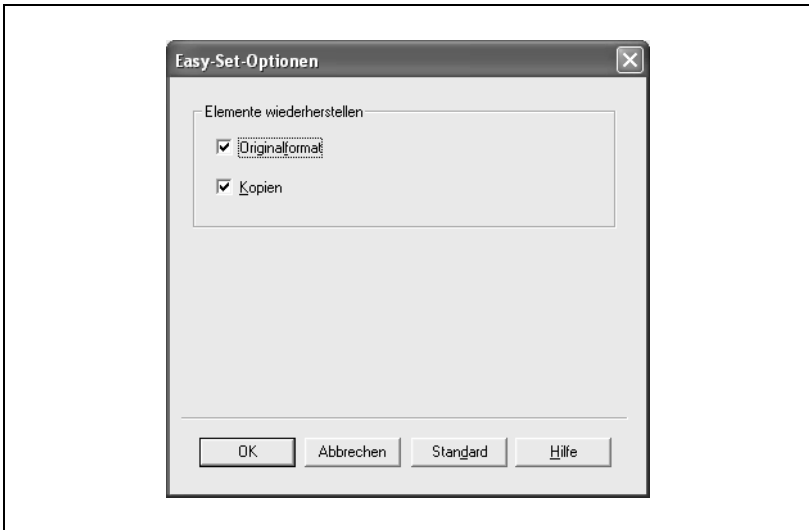 Easy-Set-Optionen
Elemente wiederherstellen
Originalformat
Kopien
OK Abbrechen Standard Hilfe